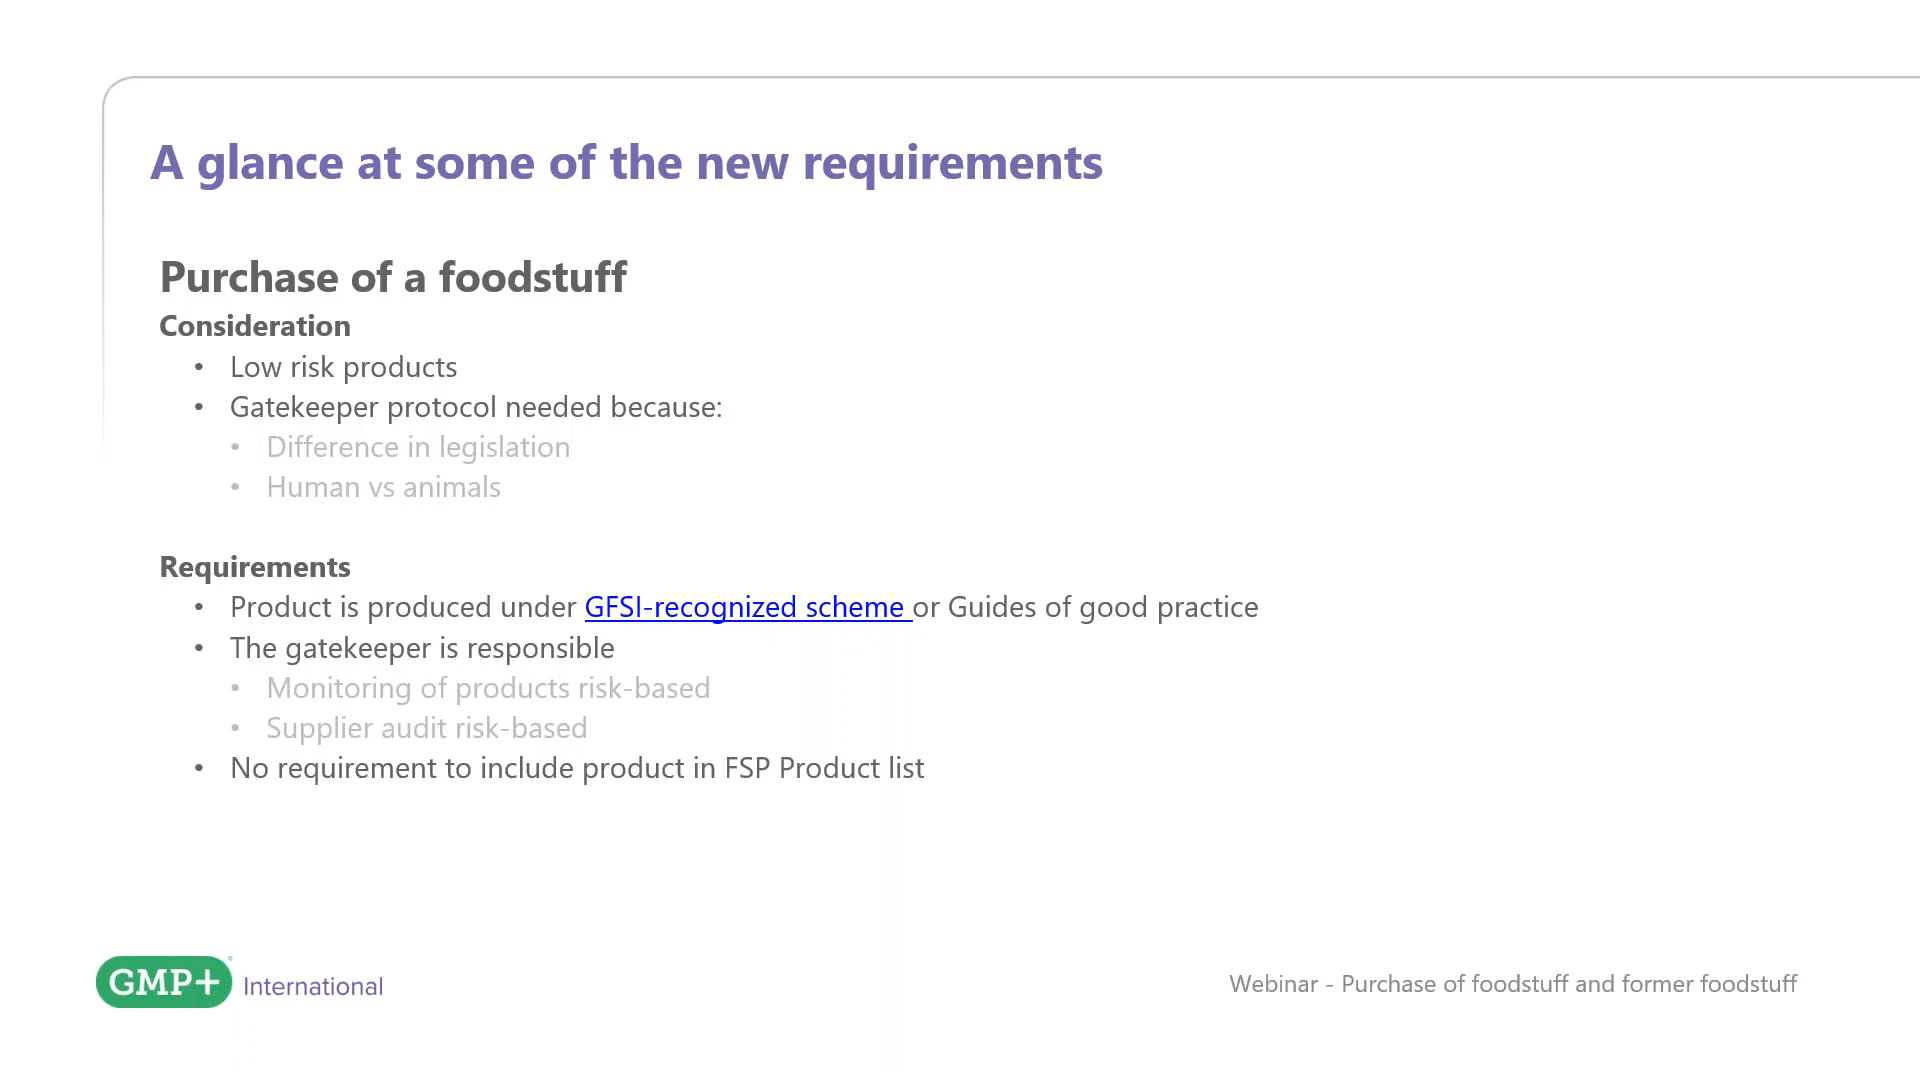 A glance at some of the new requirements
Purchase of a foodstuff
Consideration
• Low risk products
• Gatekeeper protocol needed because:
• Difference in legislation
• Human vs animals
Requirements
• Product is produced under GFSI-recognized scheme or Guides of good practice
• The gatekeeper is responsible
• Monitoring of products risk-based
• Supplier audit risk-based
• No requirement to include product in FSP Product list
GMP+ International
Webinar - Purchase of foodstuff and former foodstuff